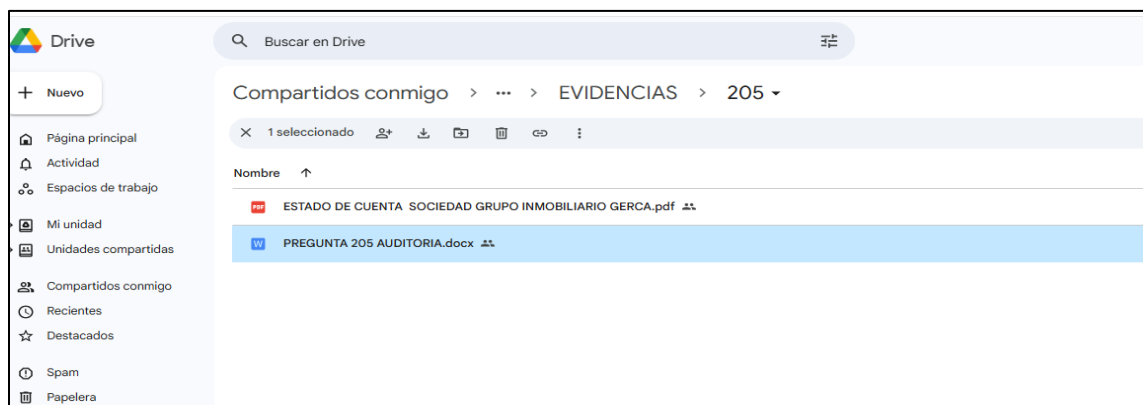 Drive
Buscar en Drive
Nuevo
Compartidos conmigo > ... > EVIDENCIAS > 205
1 seleccionado
Página principal
Actividad
Espacios de trabajo
Mi unidad
Unidades compartidas
Compartidos conmigo
Recientes
Destacados
Spam
Papelera
Nombre
PDF ESTADO DE CUENTA SOCIEDAD GRUPO INMOBILIARIO GERCA.pdf
W PREGUNTA 205 AUDITORIA.docx